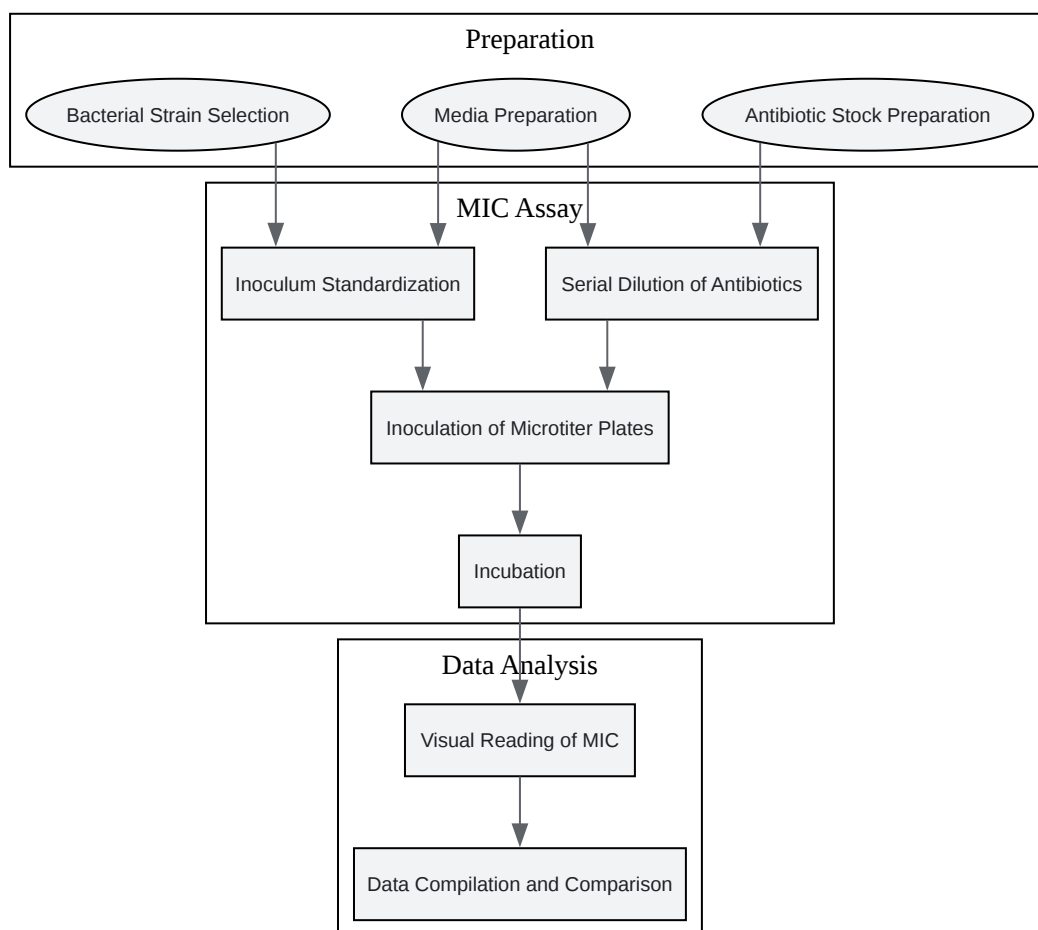 Preparation
Bacterial Strain Selection
Media Preparation
Antibiotic Stock Preparation
MIC Assay
Inoculum Standardization
Serial Dilution of Antibiotics
Inoculation of Microtiter Plates
Incubation
Data Analysis
Visual Reading of MIC
Data Compilation and Comparison